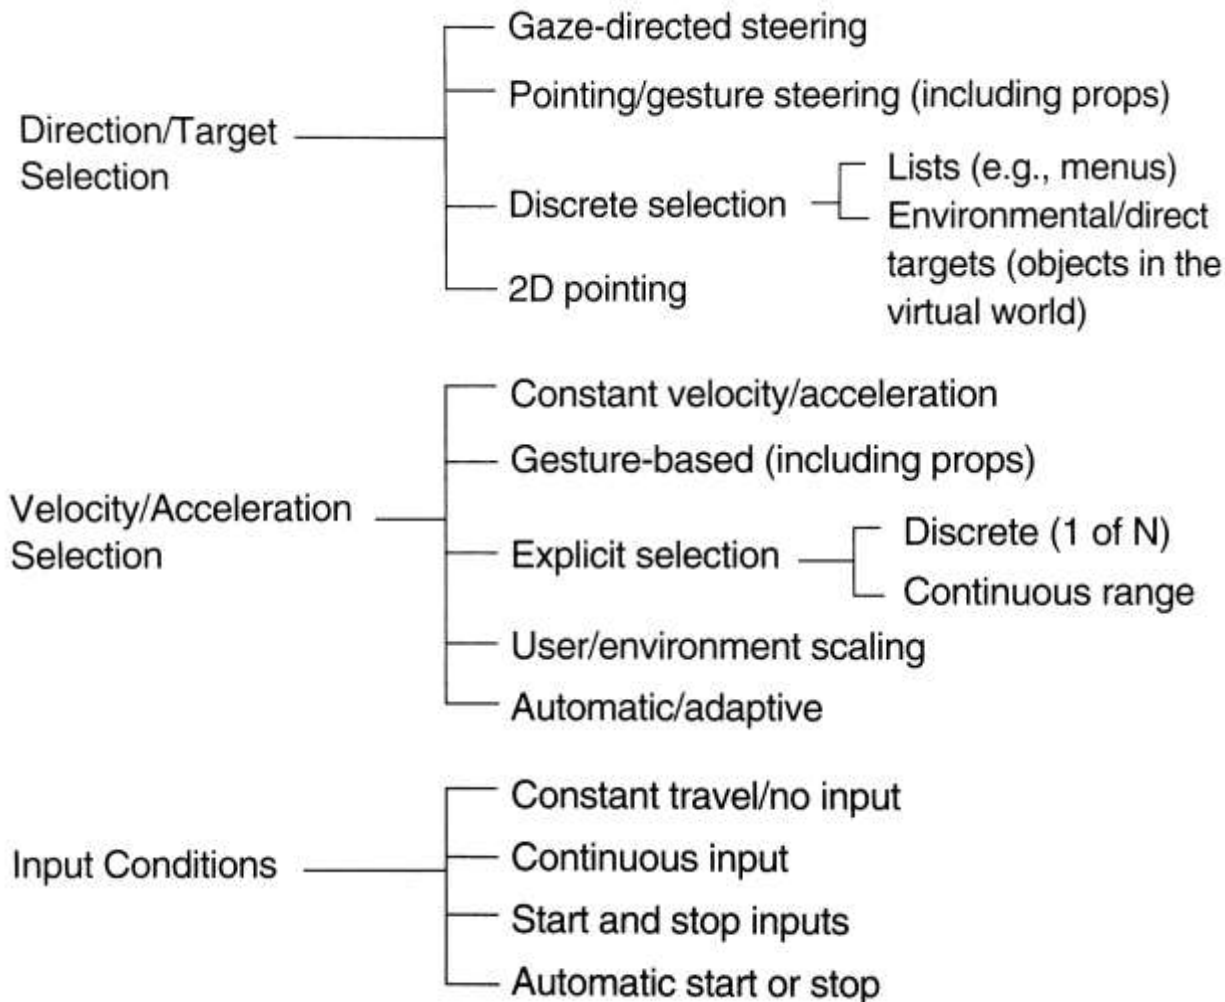 Gaze-directed steering
Pointing/gesture steering (including props)
Direction/Target
Selection
Discrete selection
Lists (e.g., menus)
Environmental/direct
targets (objects in the
virtual world)
2D pointing
Constant velocity/acceleration
Gesture-based (including props)
Velocity/Acceleration
Selection
Explicit selection
Discrete (1 of N)
Continuous range
User/environment scaling
Automatic/adaptive
Constant travel/no input
Input Conditions
Continuous input
Start and stop inputs
Automatic start or stop